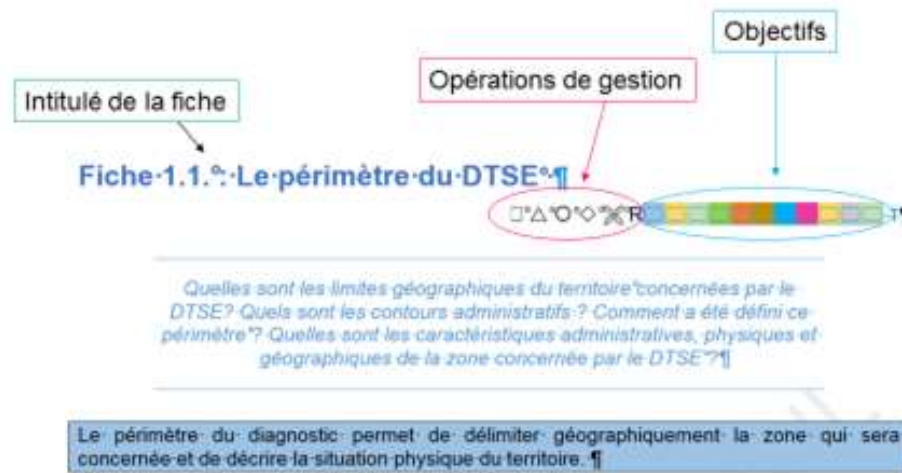 Objectifs
Opérations de gestion
Intitulé de la fiche
Fiche·1.1.°:·Le·périmètre·du·DTSE°·¶
□°△°O°◇°R T¶
Quelles sont les limites géographiques du territoire°concernées par le
DTSE? Quels sont les contours administratifs·? Comment a été défini ce
périmètre°? Quelles sont les caractéristiques administratives, physiques et
géographiques de la zone concernée par le DTSE°?¶
Le périmètre du diagnostic permet de délimiter géographiquement la zone qui sera
concernée·et de décrire·la·situation·physique du territoire. ¶